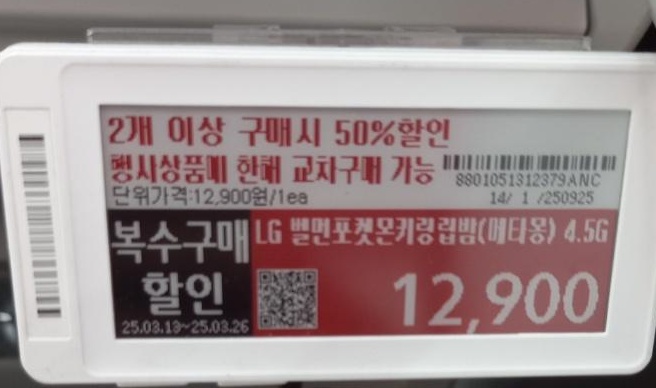 2개 이상 구매시 50%할인
행사상품에 한해 교차구매 가능
8801051312379ANC
단위가격:12,900원/1ea
14/ 1 /250925
복수구매
할인
25.03.13~25.03.26
LG 벨먼포켓몬키링립밤(메타몽) 4.5G
12,900